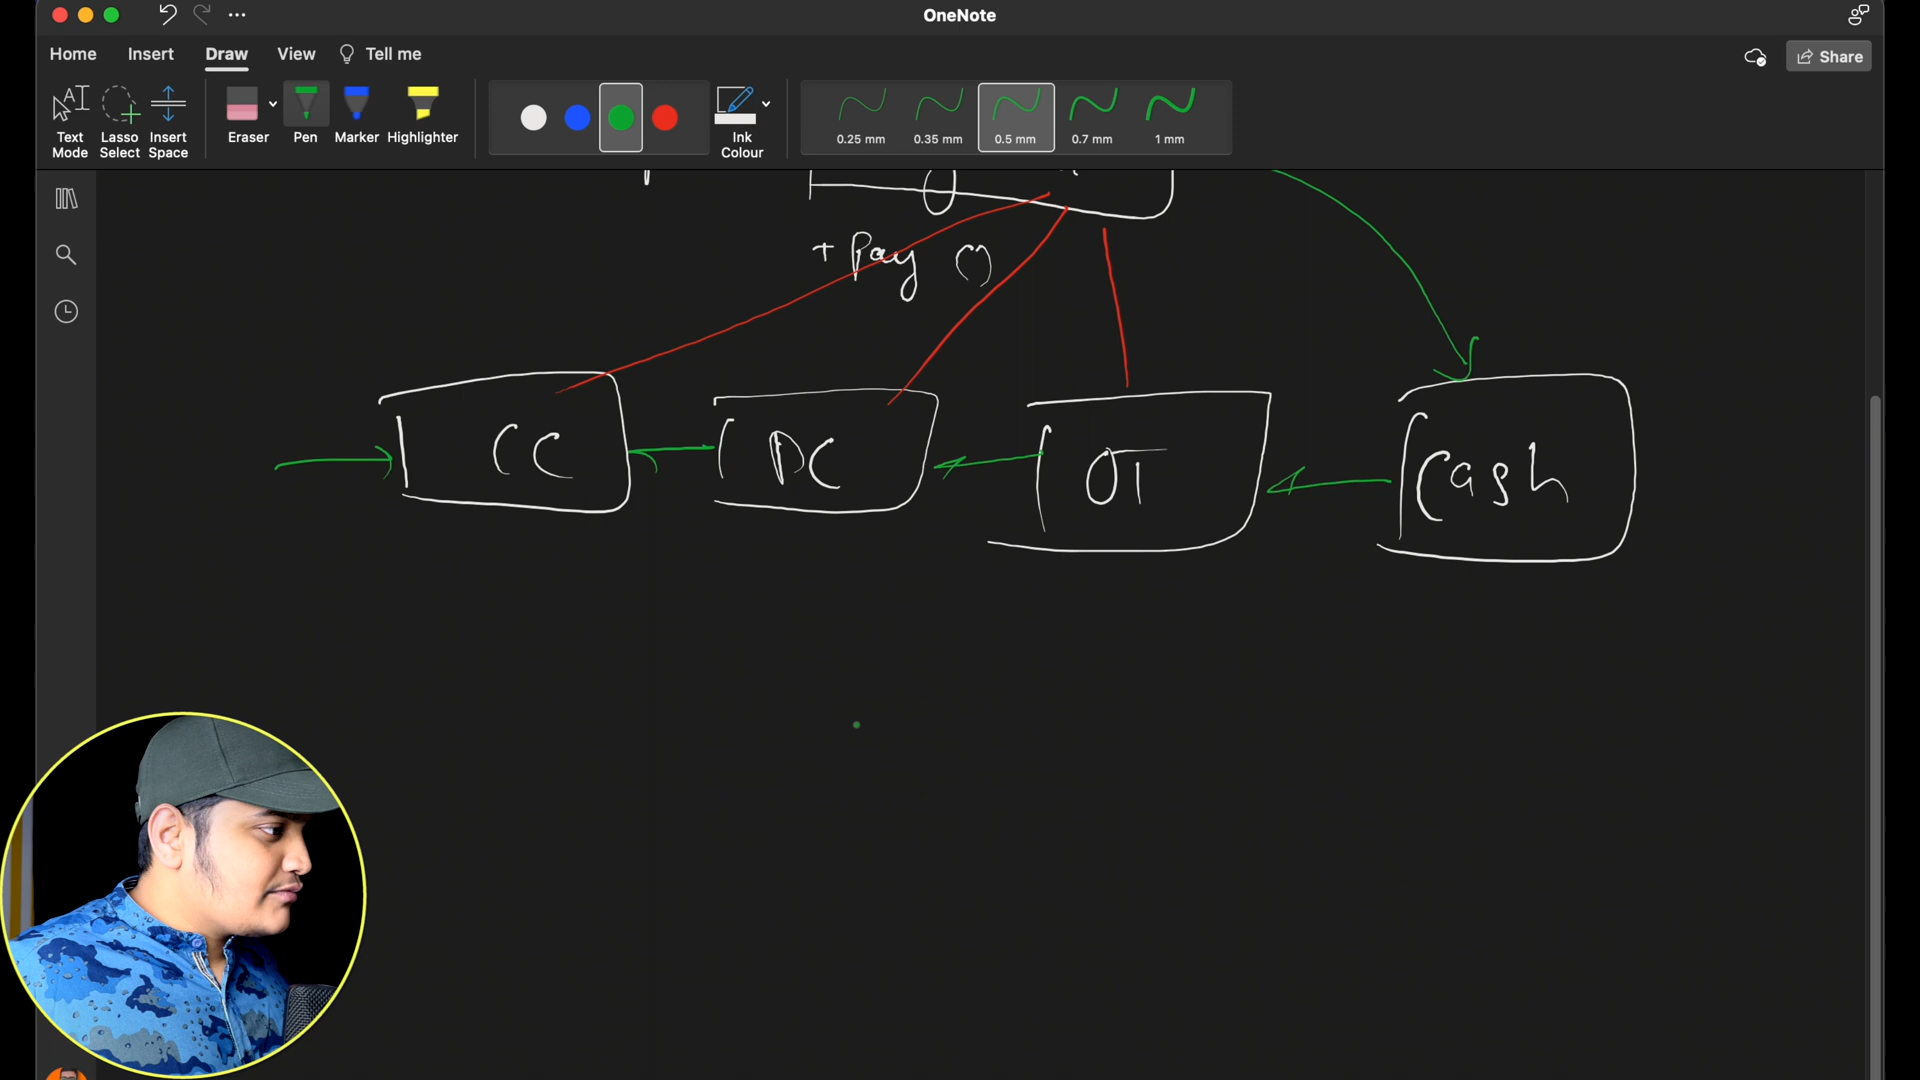 OneNote
Home Insert Draw View Tell me
Share
Text Mode
Lasso Select
Insert Space
Eraser
Pen
Marker
Highlighter
Ink Colour
0.25 mm
0.35 mm
0.5 mm
0.7 mm
1 mm
+ Pay ()
CC
DC
OT
Cash